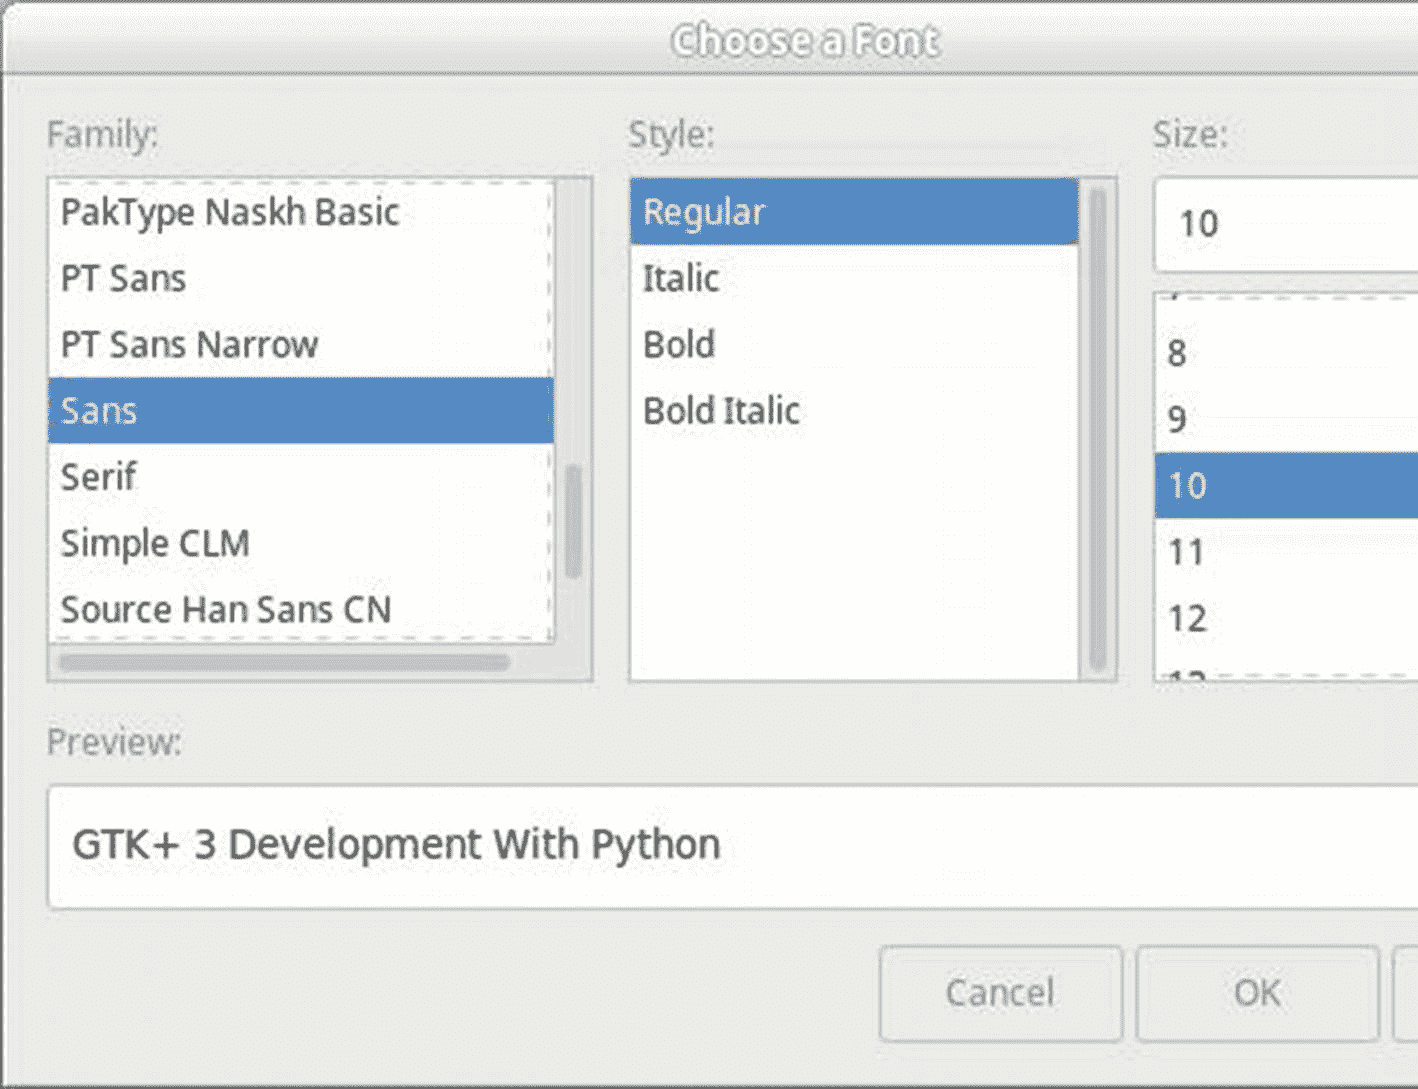 Choose a Font
Family:
PakType Naskh Basic
PT Sans
PT Sans Narrow
Sans
Serif
Simple CLM
Source Han Sans CN
Style:
Regular
Italic
Bold
Bold Italic
Size:
10
8
9
10
11
12
Preview:
GTK+ 3 Development With Python
Cancel
OK